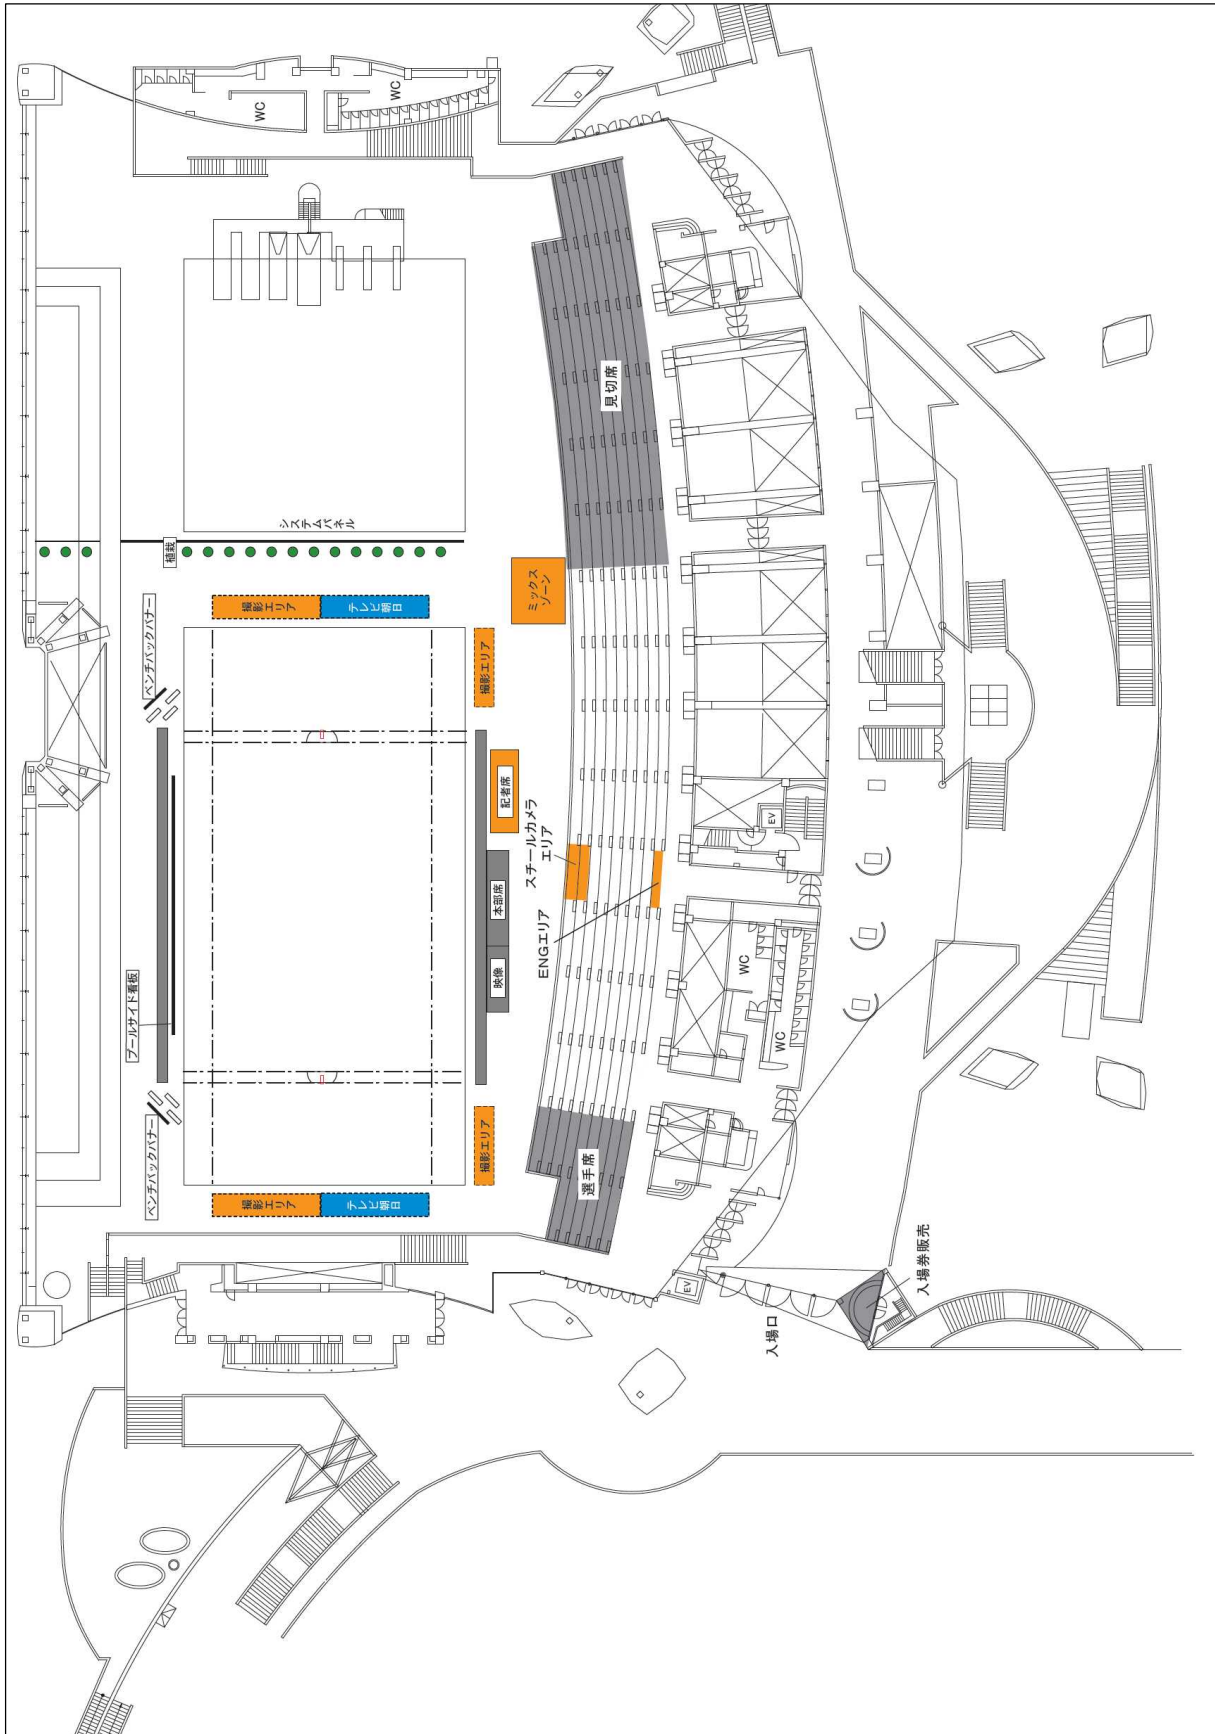 WC
WC
見切席
システムパネル
植栽
撮影エリア
テレビ朝日
ミックス
ゾーン
ベンチバックバナー
撮影エリア
記者席
スチールカメラ
エリア
EV
本部席
ENGエリア
映像
プールサイド看板
WC
WC
ベンチバックバナー
撮影エリア
選手席
撮影エリア
テレビ朝日
EV
入場券販売
入場口